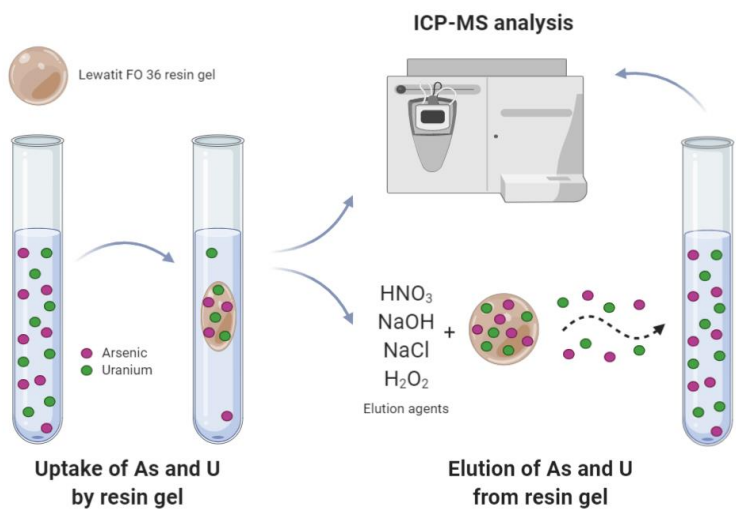 ICP-MS analysis
Lewatit FO 36 resin gel
Arsenic
Uranium
HNO₃
NaOH
NaCl
H₂O₂
+
Elution agents
Uptake of As and U
by resin gel
Elution of As and U
from resin gel